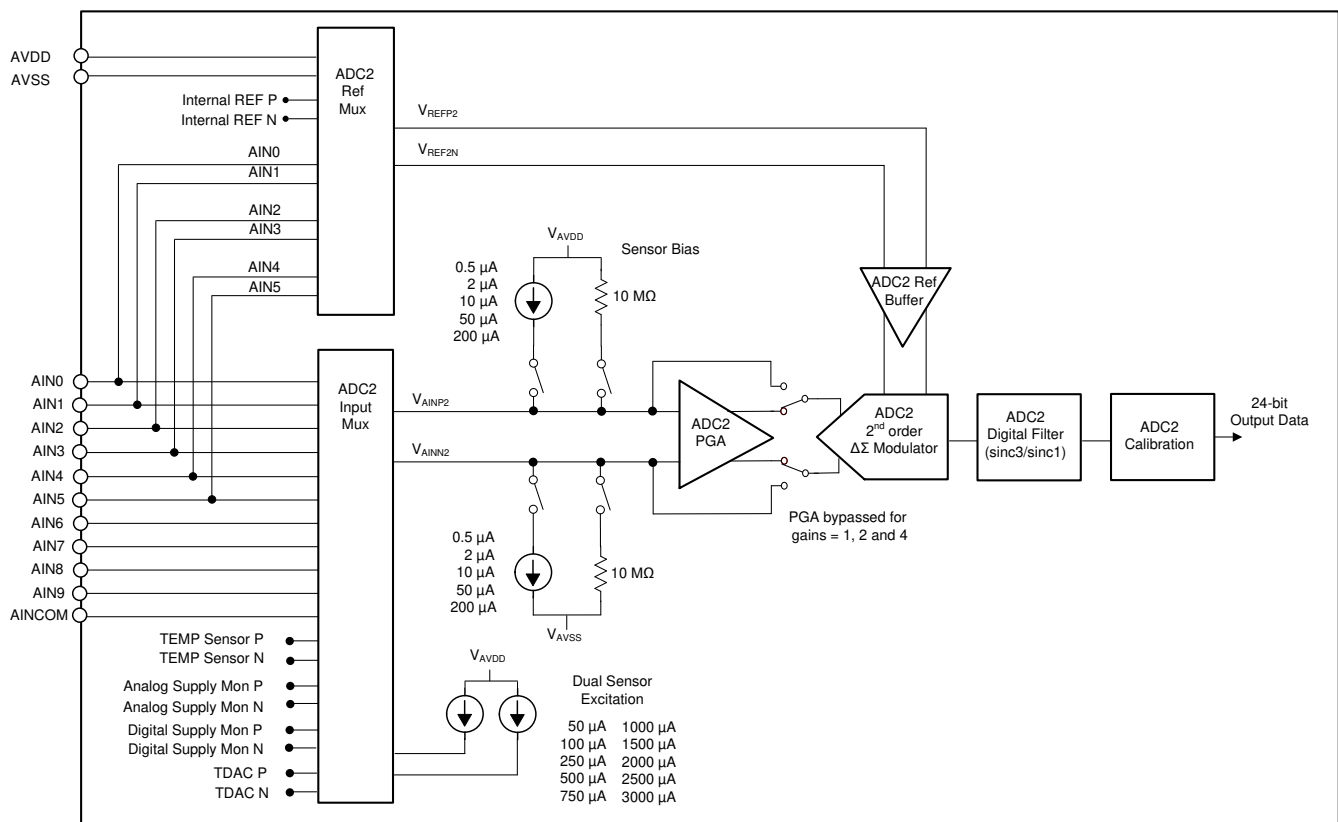 AVDD
AVSS
ADC2
Ref
Mux
Internal REF P
Internal REF N
VREFP2
VREF2N
AIN0
AIN1
AIN2
AIN3
AIN4
AIN5
VAVDD
Sensor Bias
0.5 µA
2 µA
10 µA
50 µA
200 µA
10 MΩ
ADC2 Ref
Buffer
AIN0
AIN1
AIN2
AIN3
AIN4
AIN5
AIN6
AIN7
AIN8
AIN9
AINCOM
ADC2
Input
Mux
VAINP2
VAINN2
ADC2
PGA
ADC2
2nd order
ΔΣ Modulator
ADC2
Digital Filter
(sinc3/sinc1)
ADC2
Calibration
24-bit
Output Data
PGA bypassed for
gains = 1, 2 and 4
0.5 µA
2 µA
10 µA
50 µA
200 µA
10 MΩ
VAVSS
TEMP Sensor P
TEMP Sensor N
Analog Supply Mon P
Analog Supply Mon N
Digital Supply Mon P
Digital Supply Mon N
TDAC P
TDAC N
VAVDD
Dual Sensor
Excitation
50 µA 1000 µA
100 µA 1500 µA
250 µA 2000 µA
500 µA 2500 µA
750 µA 3000 µA